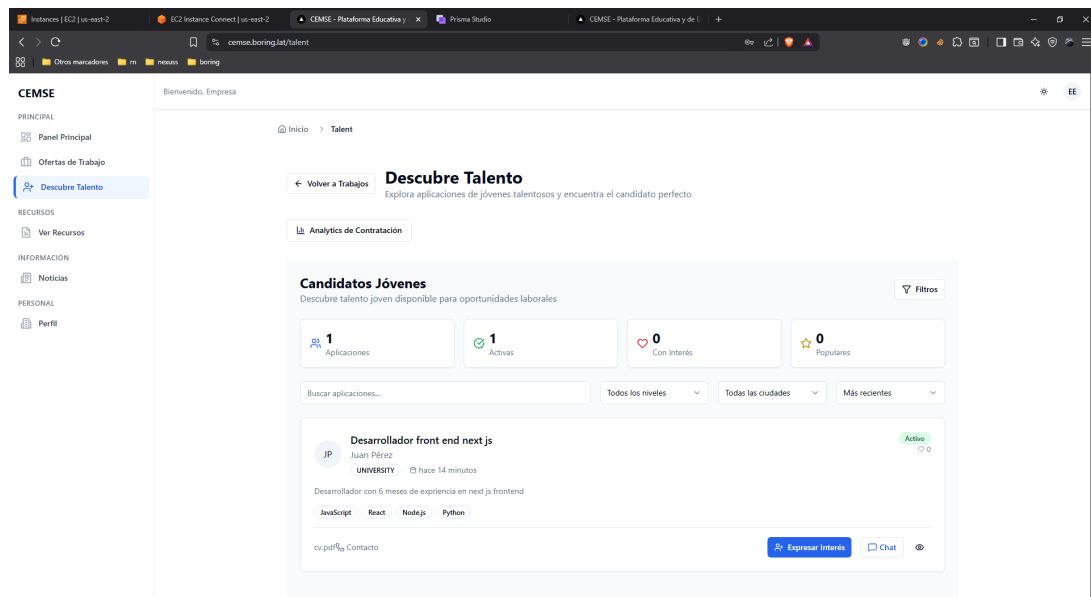 Instances | EC2 | us-east-2
EC2 Instance Connect | us-east-2
CEMSE - Plataforma Educativa y
Prisma Studio
CEMSE - Plataforma Educativa y de E
cemse.boring.lat/talent
Otros marcadores
rn
nexuss
boring
CEMSE
Bienvenido, Empresa
EE
PRINCIPAL
Panel Principal
Ofertas de Trabajo
Descubre Talento
RECURSOS
Ver Recursos
INFORMACIÓN
Noticias
PERSONAL
Perfil
Inicio > Talent
Volver a Trabajos
Descubre Talento
Explora aplicaciones de jóvenes talentosos y encuentra el candidato perfecto
Analytics de Contratación
Candidatos Jóvenes
Descubre talento joven disponible para oportunidades laborales
Filtros
1
Aplicaciones
1
Activas
0
Con Interés
0
Populares
Buscar aplicaciones...
Todos los niveles
Todas las ciudades
Más recientes
JP
Desarrollador front end next js
Juan Pérez
UNIVERSITY
hace 14 minutos
Activo
0
Desarrollador con 6 meses de expriencia en next js frontend
JavaScript
React
Node.js
Python
cv.pdf
Contacto
Expresar Interés
Chat